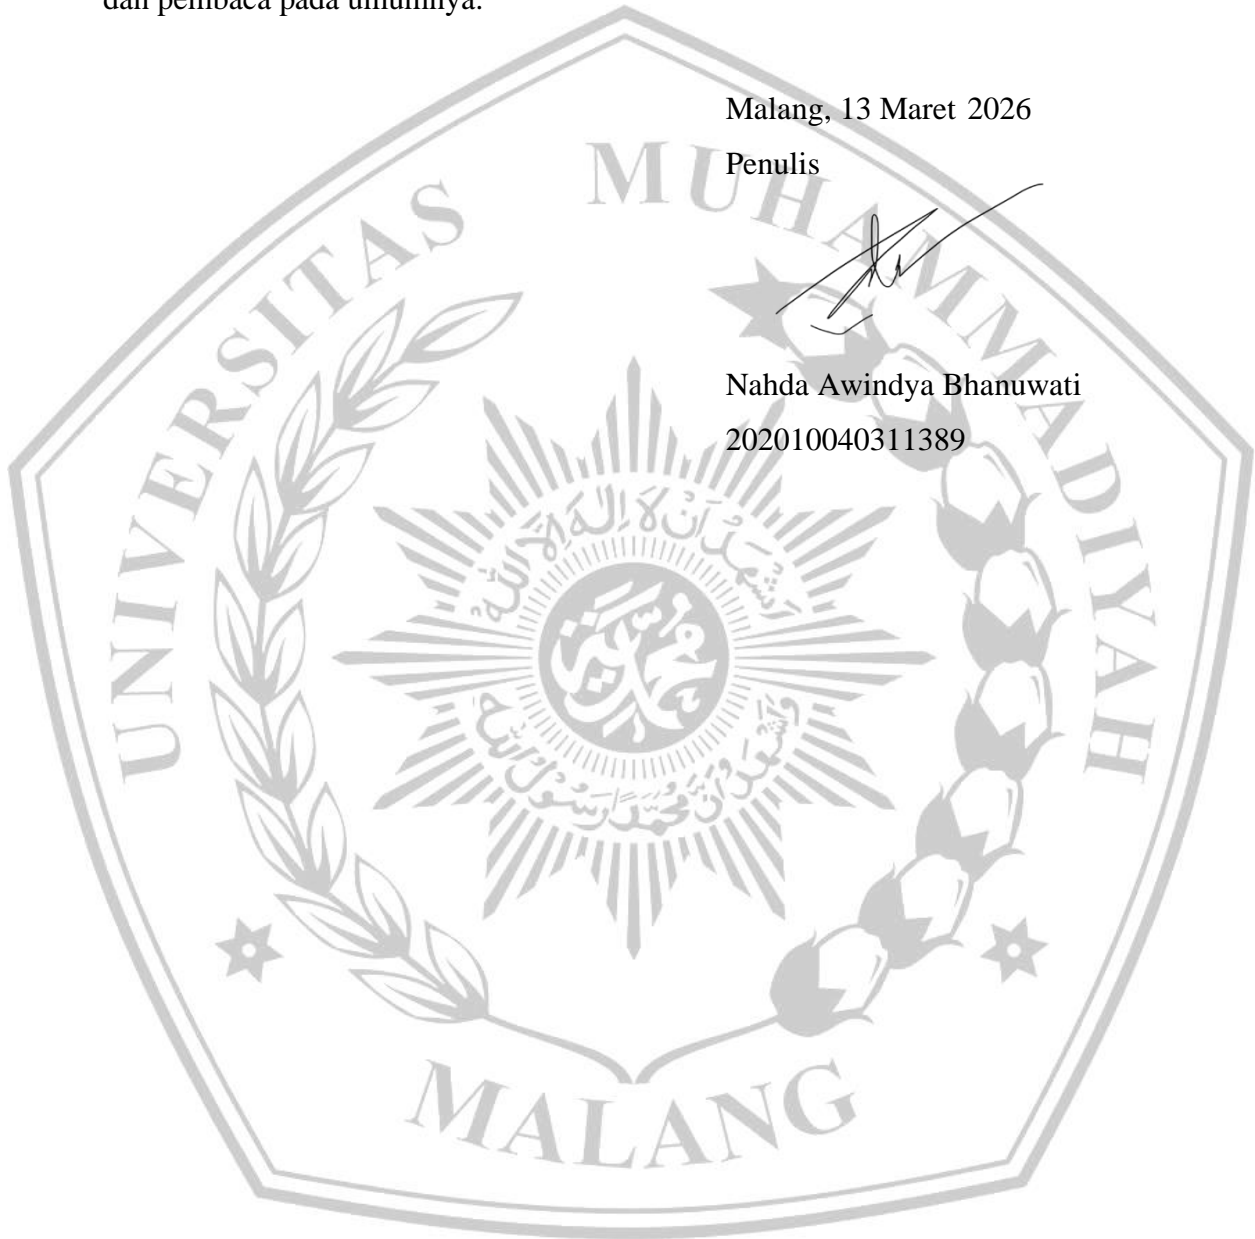 dan pembaca pada umumnya.
Malang, 13 Maret 2026
Penulis
Nahda Awindya Bhanuwati
202010040311389
UNIVERSITAS MUHAMMADIYAH
MALANG